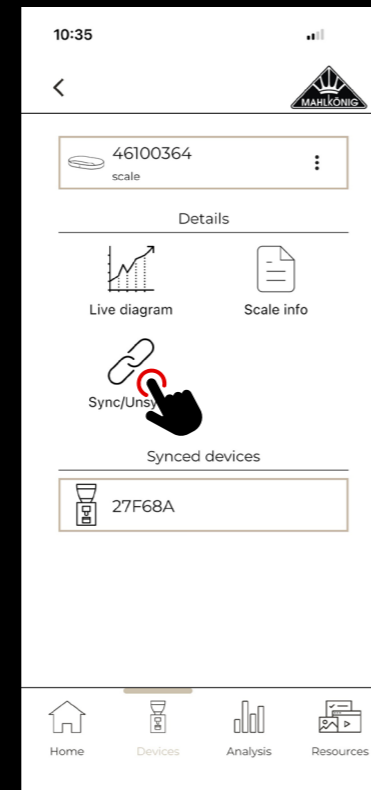 10:35
MAHLKÖNIG
46100364
scale
Details
Live diagram
Scale info
Synced devices
27F68A
Home
Devices
Analysis
Resources